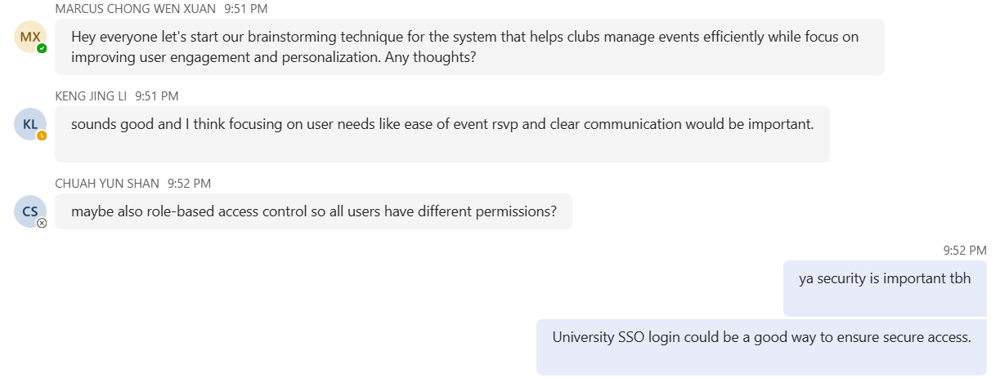 MARCUS CHONG WEN XUAN 9:51 PM
MX
Hey everyone let's start our brainstorming technique for the system that helps clubs manage events efficiently while focus on
improving user engagement and personalization. Any thoughts?
KENG JING LI 9:51 PM
KL
sounds good and I think focusing on user needs like ease of event rsvp and clear communication would be important.
CHUAH YUN SHAN 9:52 PM
CS
maybe also role-based access control so all users have different permissions?
9:52 PM
ya security is important tbh
University SSO login could be a good way to ensure secure access.